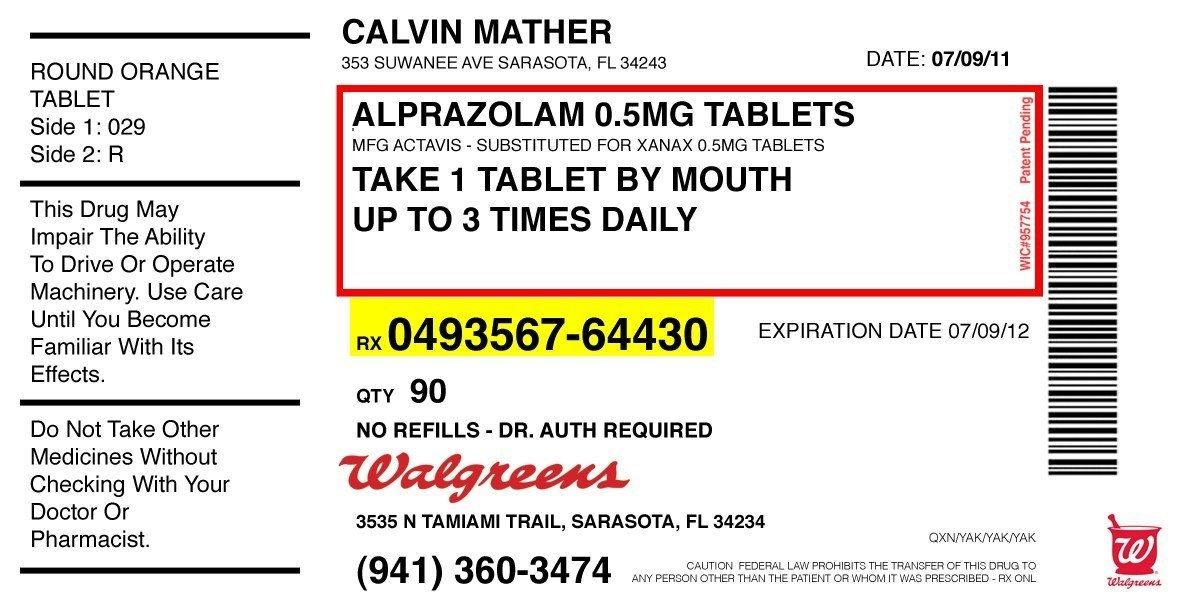 ROUND ORANGE
TABLET
Side 1: 029
Side 2: R
This Drug May
Impair The Ability
To Drive Or Operate
Machinery. Use Care
Until You Become
Familiar With Its
Effects.
Do Not Take Other
Medicines Without
Checking With Your
Doctor Or
Pharmacist.
CALVIN MATHER
353 SUWANEE AVE SARASOTA, FL 34243
DATE: 07/09/11
ALPRAZOLAM 0.5MG TABLETS
MFG ACTAVIS - SUBSTITUTED FOR XANAX 0.5MG TABLETS
TAKE 1 TABLET BY MOUTH
UP TO 3 TIMES DAILY
WIC#957754 Patent Pending
RX 0493567-64430
EXPIRATION DATE 07/09/12
QTY 90
NO REFILLS - DR. AUTH REQUIRED
Walgreens
3535 N TAMIAMI TRAIL, SARASOTA, FL 34234
(941) 360-3474
QXN/YAK/YAK/YAK
CAUTION FEDERAL LAW PROHIBITS THE TRANSFER OF THIS DRUG TO
ANY PERSON OTHER THAN THE PATIENT OR WHOM IT WAS PRESCRIBED - RX ONL
W
Walgreens